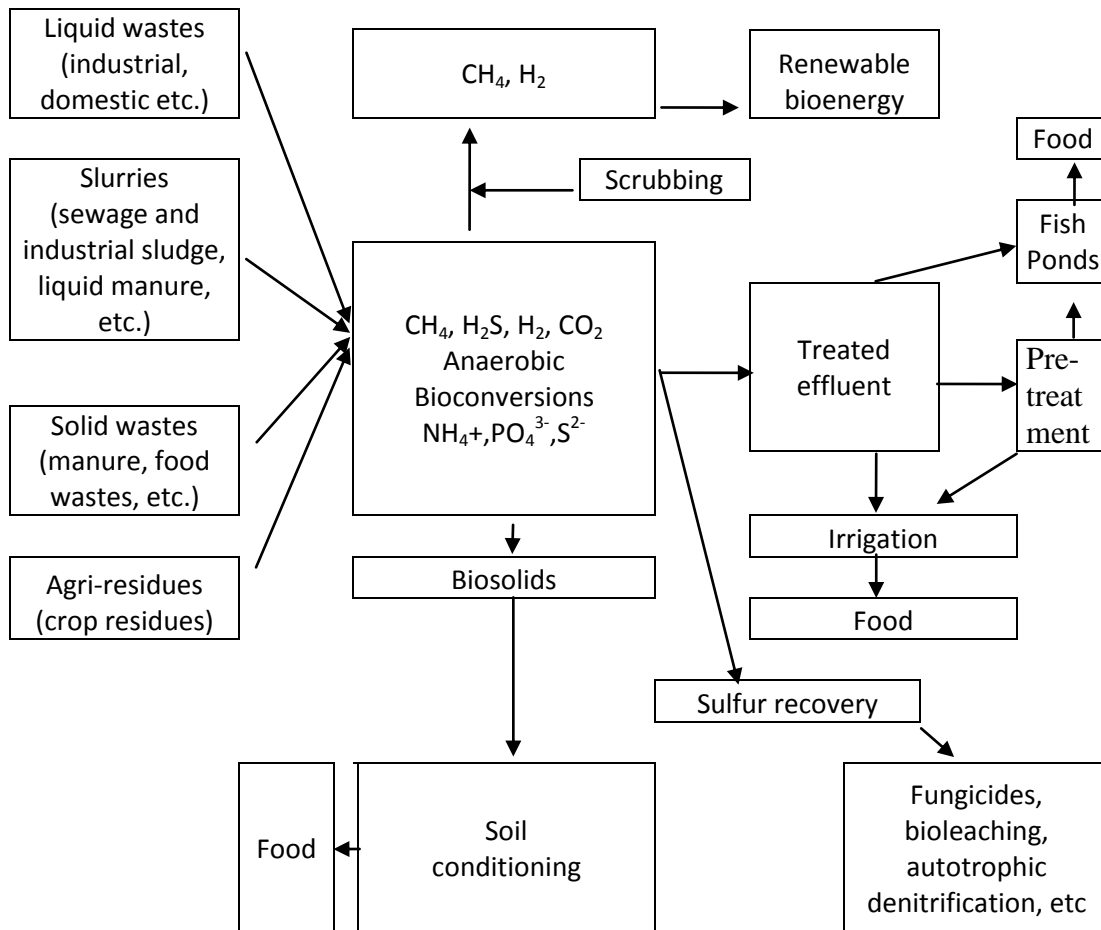 Liquid wastes
(industrial,
domestic etc.)
CH₄, H₂
Renewable
bioenergy
Food
Scrubbing
Slurries
(sewage and
industrial sludge,
liquid manure,
etc.)
Fish
Ponds
CH₄, H₂S, H₂, CO₂
Anaerobic
Bioconversions
NH₄+,PO₄³⁻,S²⁻
Treated
effluent
Pre-
treat
ment
Solid wastes
(manure, food
wastes, etc.)
Irrigation
Biosolids
Agri-residues
(crop residues)
Food
Sulfur recovery
Food
Soil
conditioning
Fungicides,
bioleaching,
autotrophic
denitrification, etc